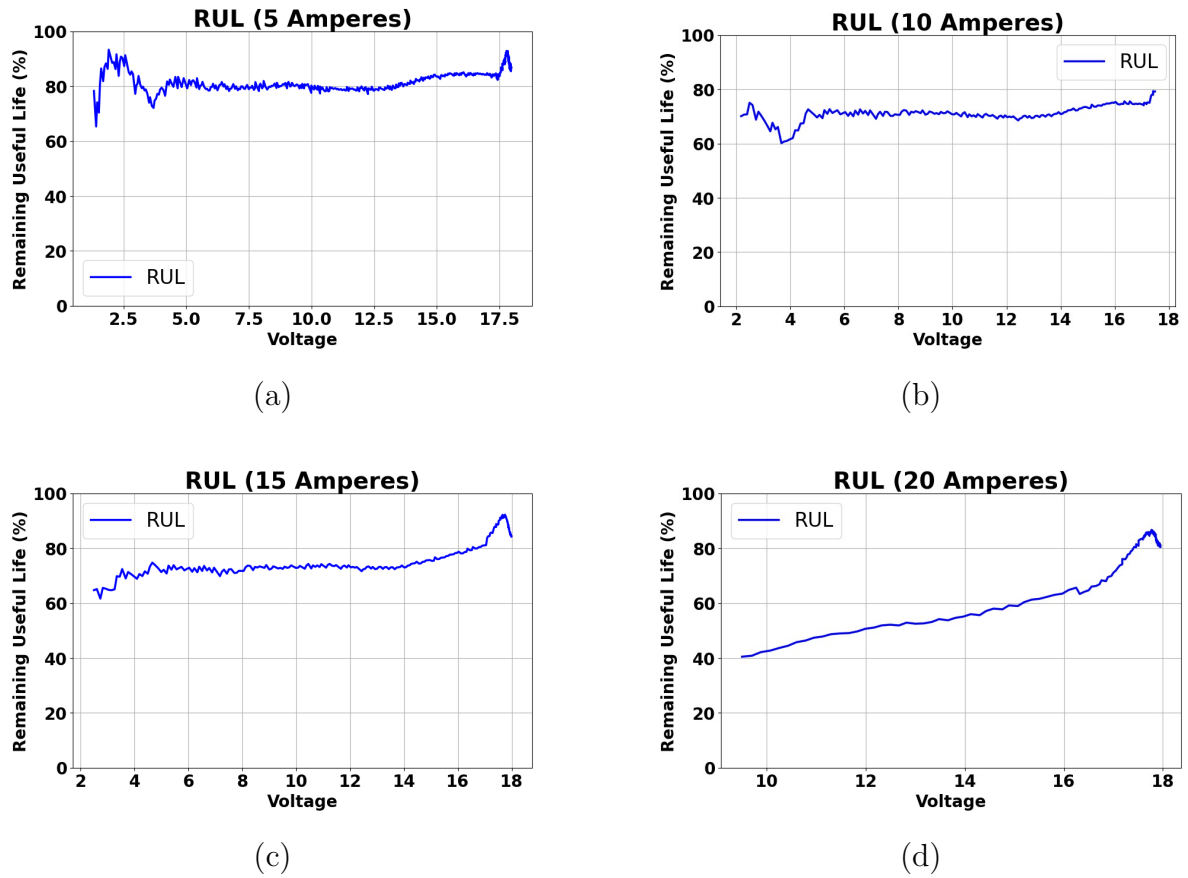 RUL (5 Amperes)
Remaining Useful Life (%)
100
80
60
40
20
0
RUL
2.5 5.0 7.5 10.0 12.5 15.0 17.5
Voltage
(a)
RUL (10 Amperes)
Remaining Useful Life (%)
100
80
60
40
20
0
RUL
2 4 6 8 10 12 14 16 18
Voltage
(b)
RUL (15 Amperes)
Remaining Useful Life (%)
100
80
60
40
20
0
RUL
2 4 6 8 10 12 14 16 18
Voltage
(c)
RUL (20 Amperes)
Remaining Useful Life (%)
100
80
60
40
20
0
RUL
10 12 14 16 18
Voltage
(d)